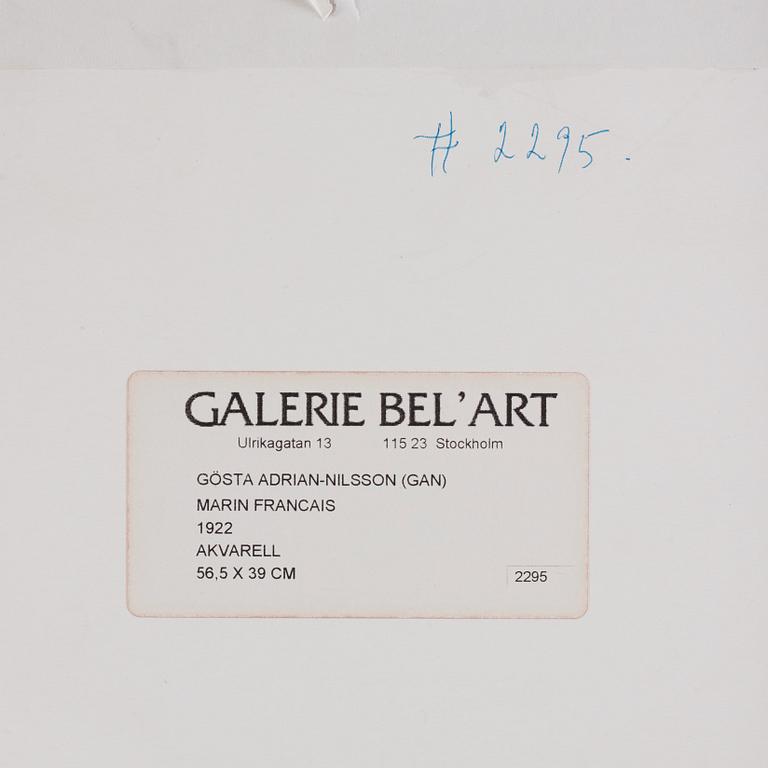 # 2295.
GALERIE BEL'ART
Ulrikagatan 13 115 23 Stockholm
GÖSTA ADRIAN-NILSSON (GAN)
MARIN FRANCAIS
1922
AKVARELL
56,5 X 39 CM
2295